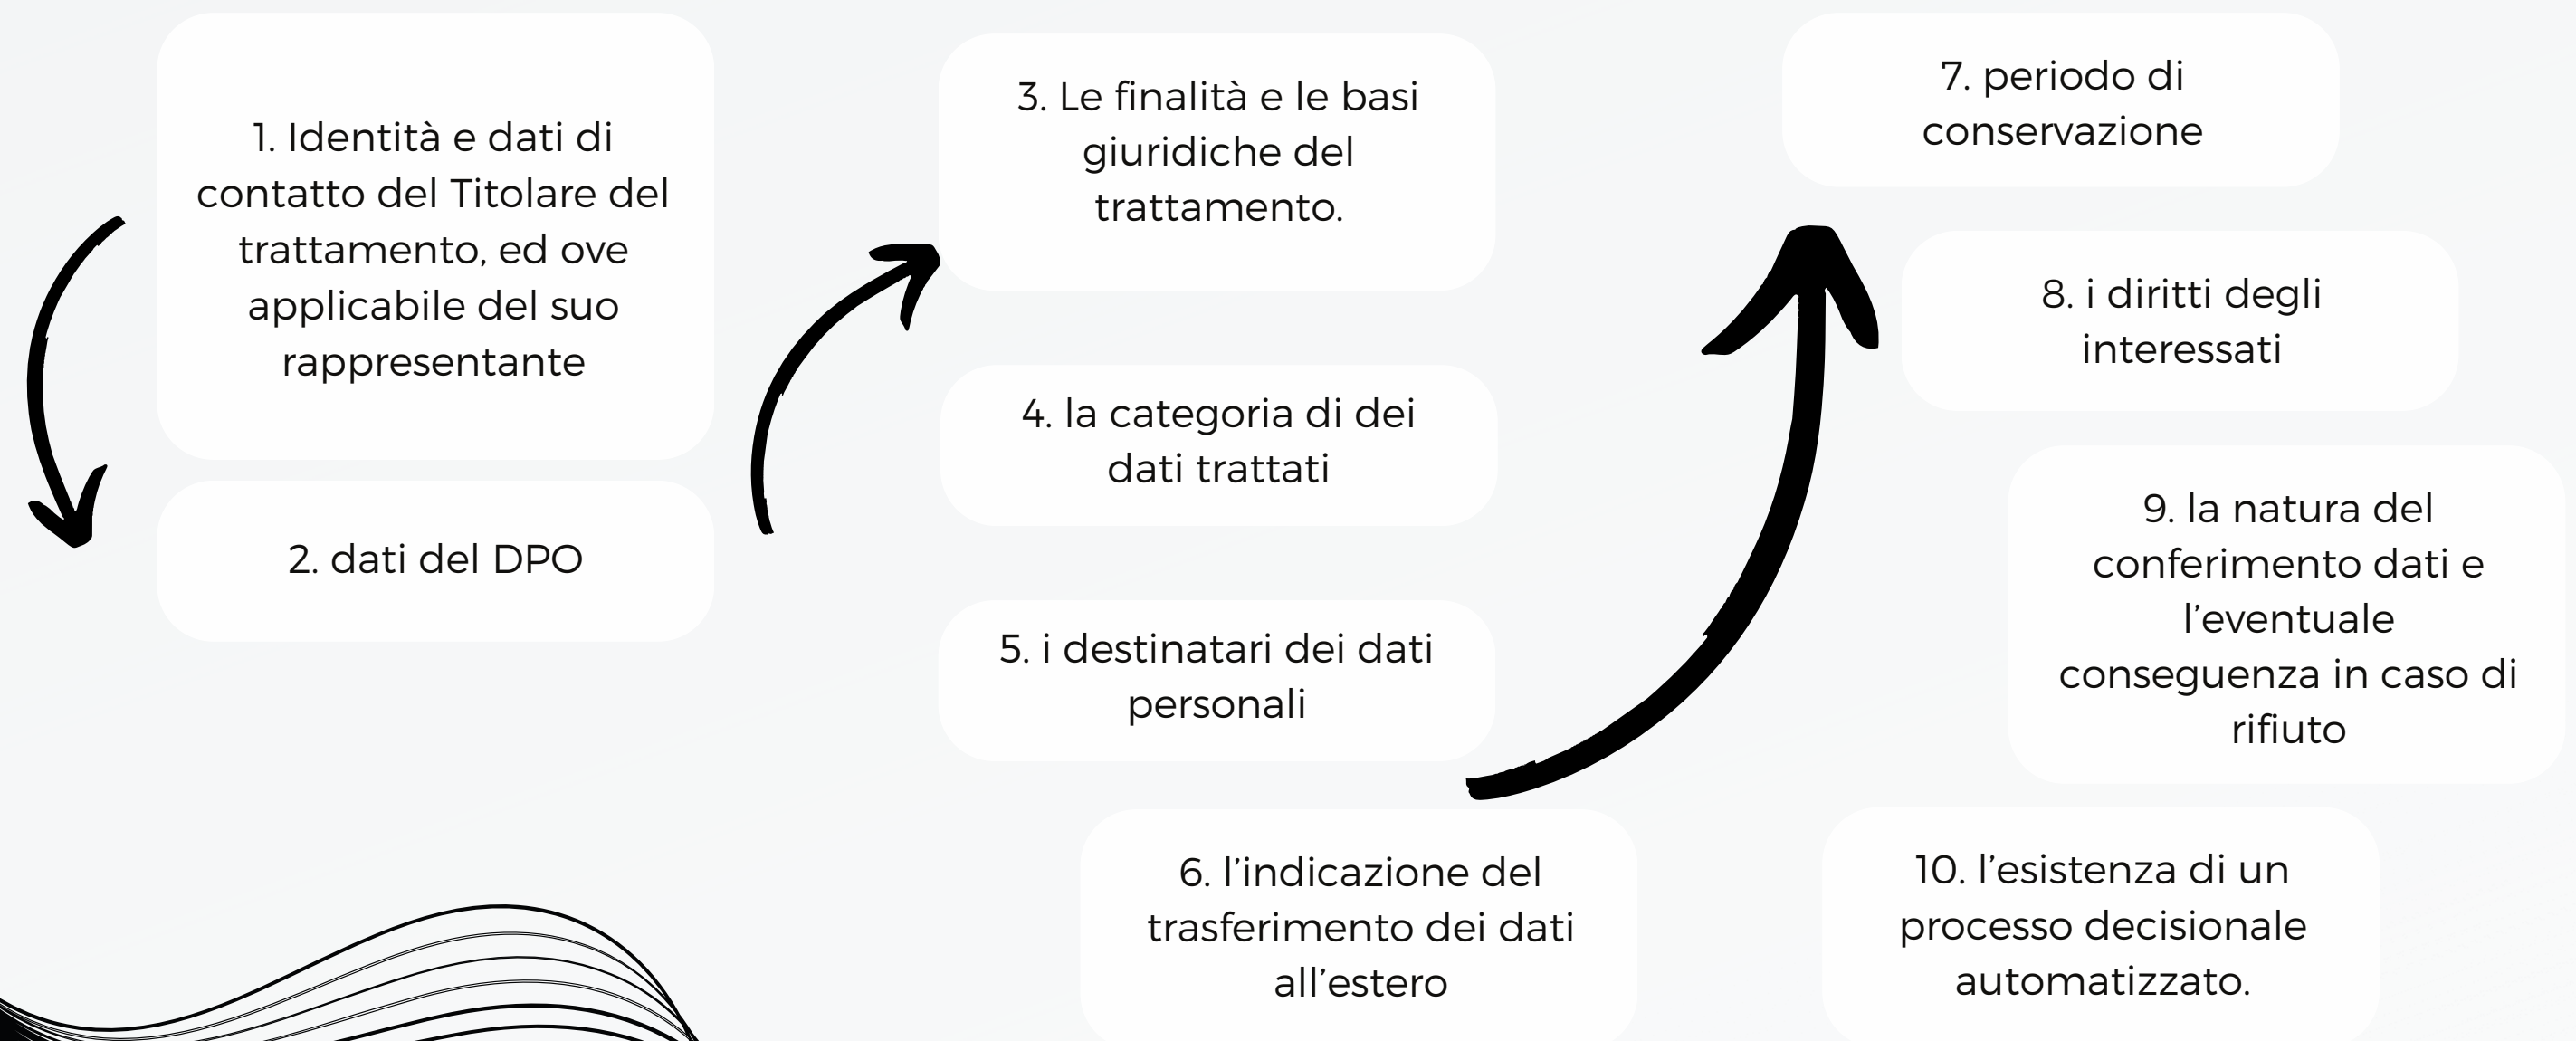 1. Identità e dati di
contatto del Titolare del
trattamento, ed ove
applicabile del suo
rappresentante
2. dati del DPO
3. Le finalità e le basi
giuridiche del
trattamento.
4. la categoria di dei
dati trattati
5. i destinatari dei dati
personali
6. l’indicazione del
trasferimento dei dati
all’estero
7. periodo di
conservazione
8. i diritti degli
interessati
9. la natura del
conferimento dati e
l’eventuale
conseguenza in caso di
rifiuto
10. l’esistenza di un
processo decisionale
automatizzato.